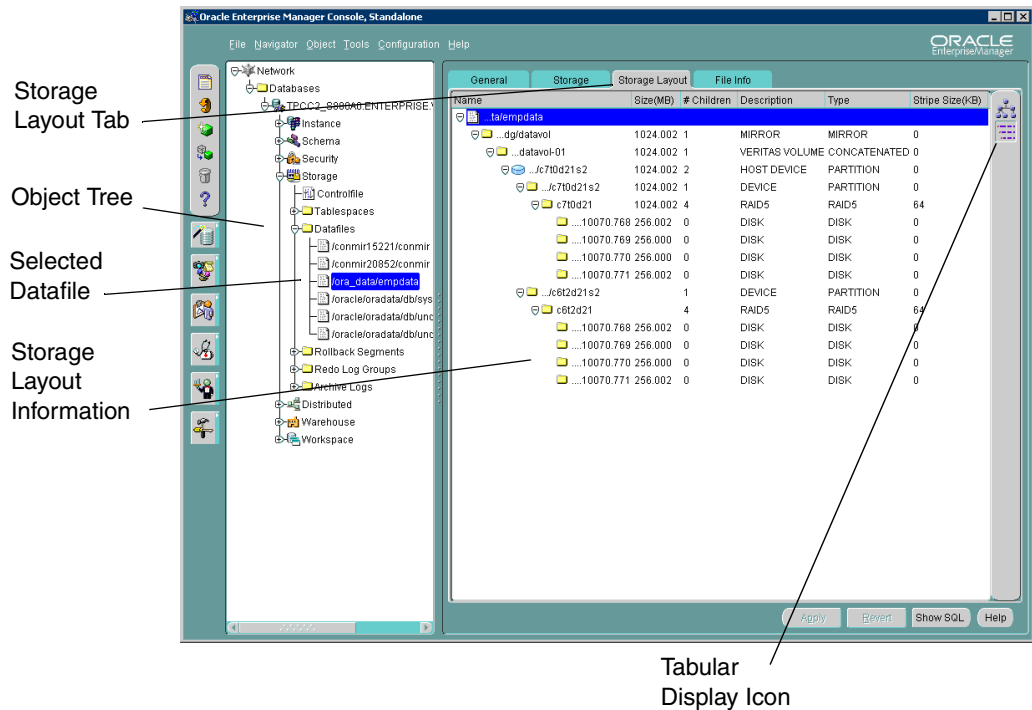 Oracle Enterprise Manager Console, Standalone
File Navigator Object Tools Configuration Help
ORACLE
EnterpriseManager
Storage
Layout Tab
Object Tree
Selected
Datafile
Storage
Layout
Information
Network
Databases
TPCC2_S800A0.ENTERPRISE.
Instance
Schema
Security
Storage
Controlfile
Tablespaces
Datafiles
/conmir15221/conmir
/conmir20852/conmir
/ora_data/empdata
/oracle/oradata/db/sys
/oracle/oradata/db/und
/oracle/oradata/db/und
Rollback Segments
Redo Log Groups
Archive Logs
Distributed
Warehouse
Workspace
General Storage Storage Layout File Info
Name Size(MB) # Children Description Type Stripe Size(KB)
...ta/empdata
...dg/datavol 1024.002 1 MIRROR MIRROR 0
...datavol-01 1024.002 1 VERITAS VOLUME CONCATENATED 0
.../c7t0d21s2 1024.002 2 HOST DEVICE PARTITION 0
.../c7t0d21s2 1024.002 1 DEVICE PARTITION 0
c7t0d21 1024.002 4 RAID5 RAID5 64
....10070.768 256.002 0 DISK DISK 0
....10070.769 256.000 0 DISK DISK 0
....10070.770 256.000 0 DISK DISK 0
....10070.771 256.002 0 DISK DISK 0
.../c6t2d21s2 1 DEVICE PARTITION 0
c6t2d21 4 RAID5 RAID5 64
....10070.768 256.002 0 DISK DISK 0
....10070.769 256.000 0 DISK DISK 0
....10070.770 256.000 0 DISK DISK 0
....10070.771 256.002 0 DISK DISK 0
Apply Revert Show SQL Help
Tabular
Display Icon